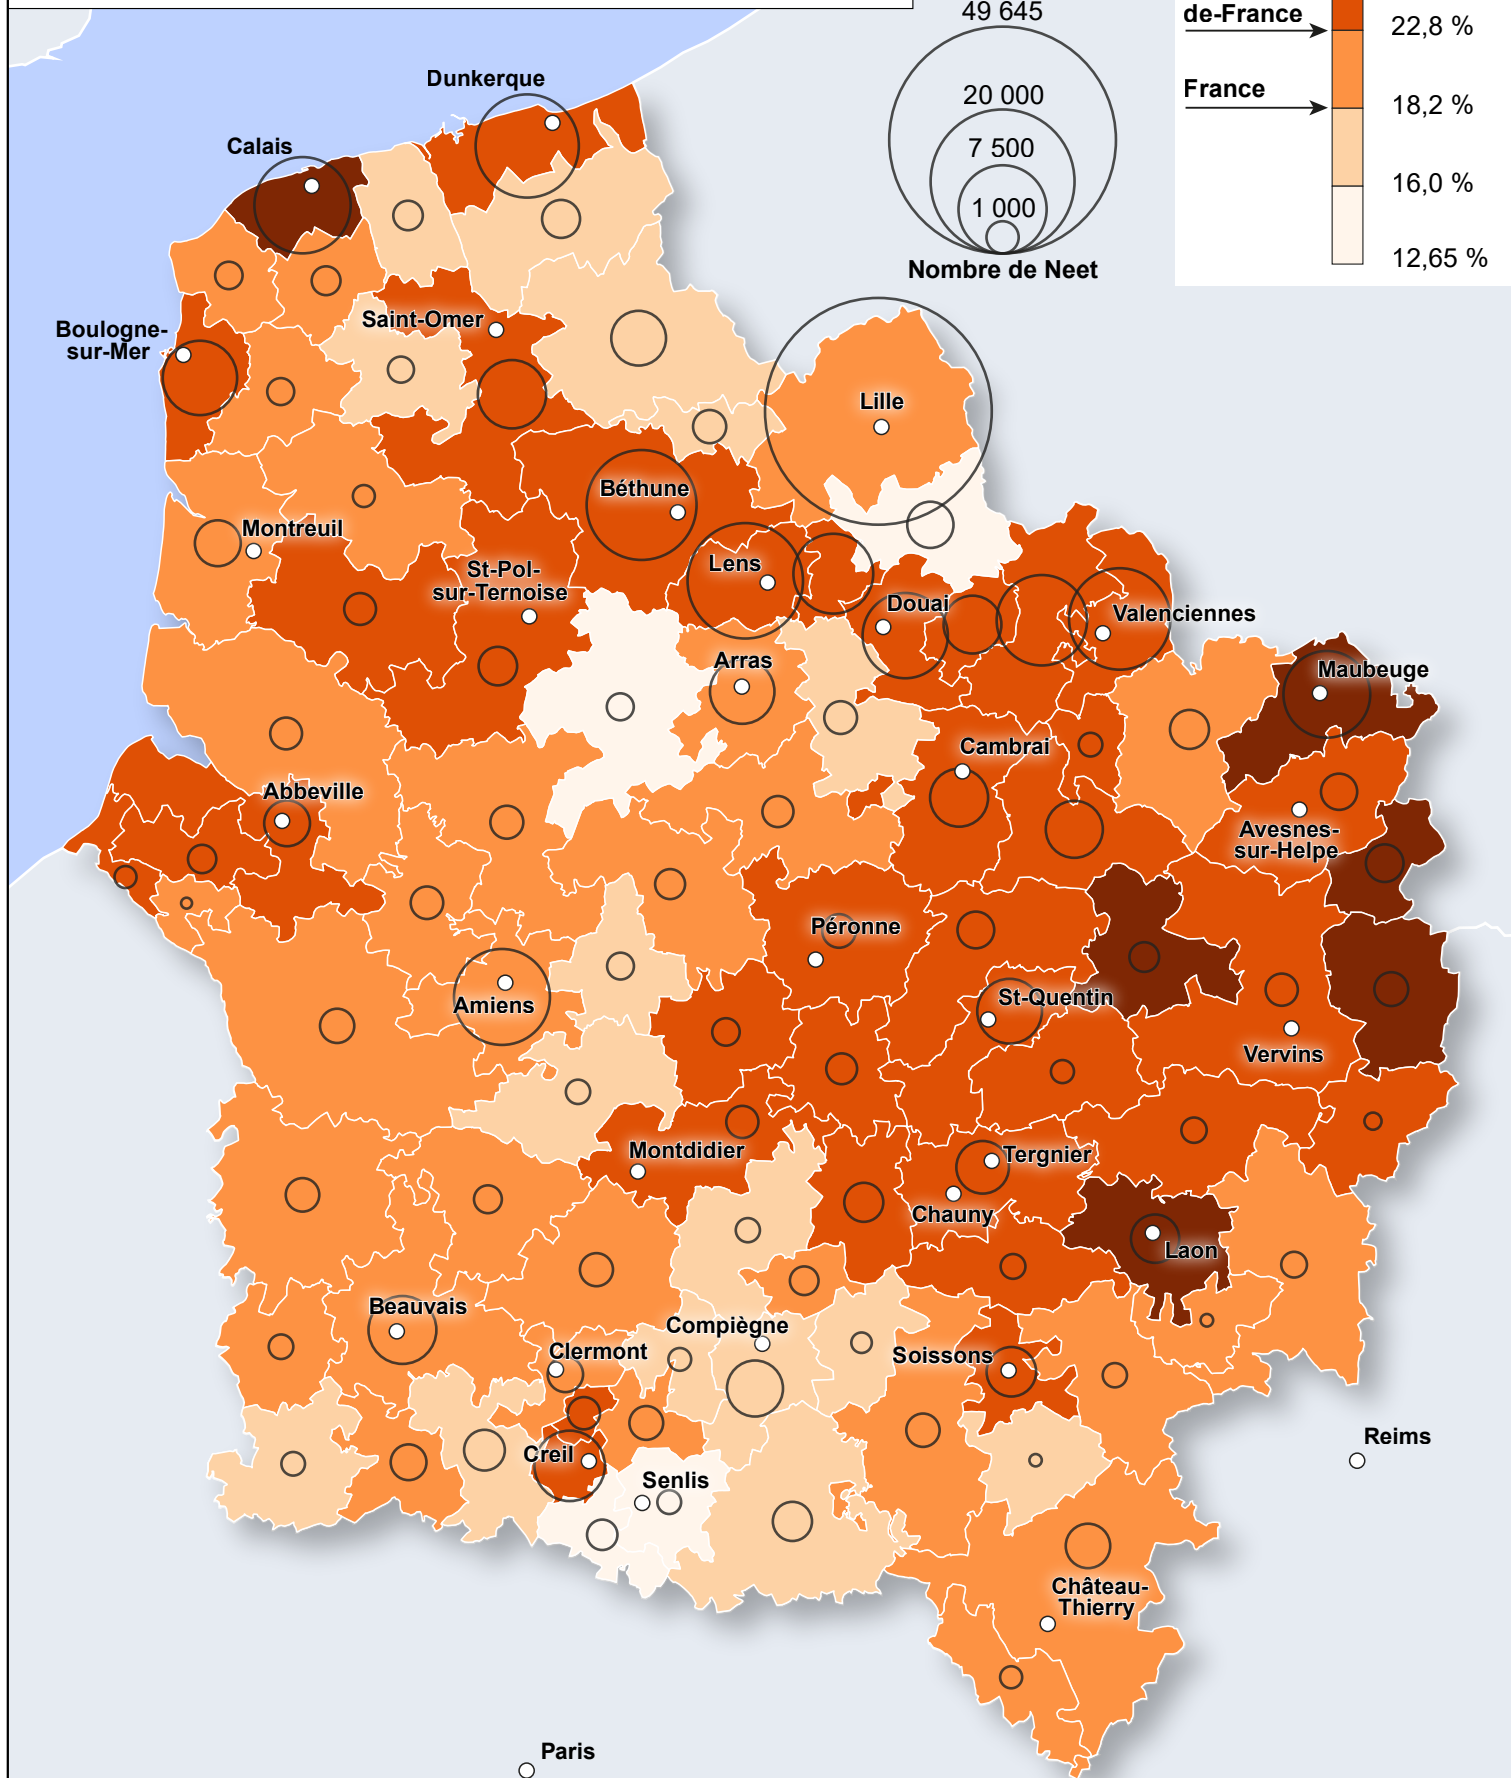 49 645
20 000
7 500
1 000
Nombre de Neet
de-France
22,8 %
France
18,2 %
16,0 %
12,65 %
Dunkerque
Calais
Saint-Omer
Boulogne-
sur-Mer
Lille
Béthune
Montreuil
Lens
St-Pol-
sur-Ternoise
Douai
Valenciennes
Arras
Maubeuge
Cambrai
Abbeville
Avesnes-
sur-Helpe
Péronne
Amiens
St-Quentin
Vervins
Montdidier
Tergnier
Chauny
Laon
Beauvais
Compiègne
Clermont
Soissons
Creil
Senlis
Reims
Château-
Thierry
Paris